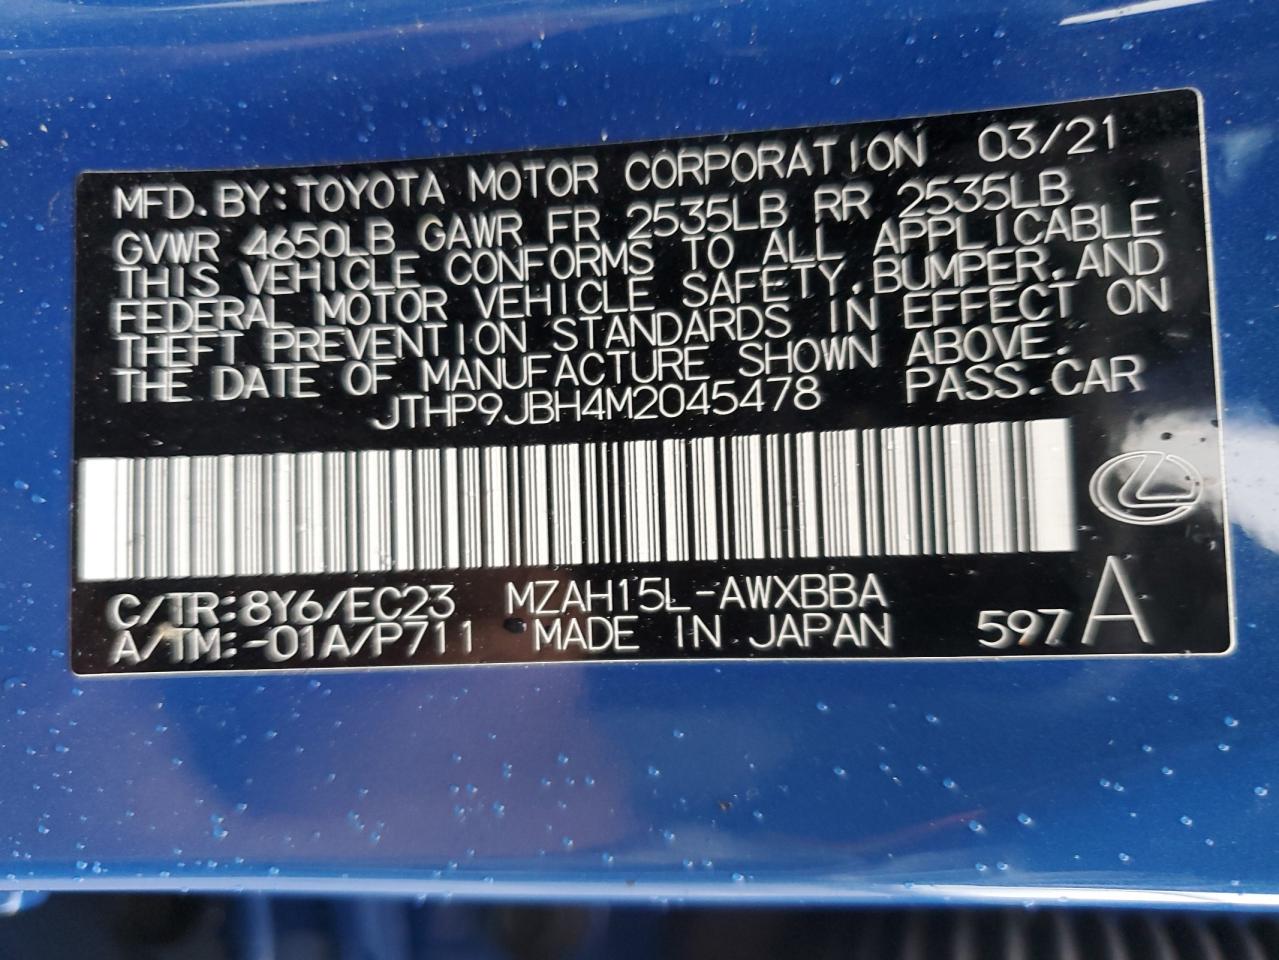 MFD. BY: TOYOTA MOTOR CORPORATION 03/21
GVWR 4650LB GAWR FR 2535LB RR 2535LB
THIS VEHICLE CONFORMS TO ALL APPLICABLE
FEDERAL MOTOR VEHICLE SAFETY, BUMPER, AND
THEFT PREVENTION STANDARDS IN EFFECT ON
THE DATE OF MANUFACTURE SHOWN ABOVE.
JTHP9JBH4M2045478 PASS. CAR
C/TR: 8Y6/EC23 MZAH15L-AWXBBA
A/TM: -01A/P711 MADE IN JAPAN 597 A